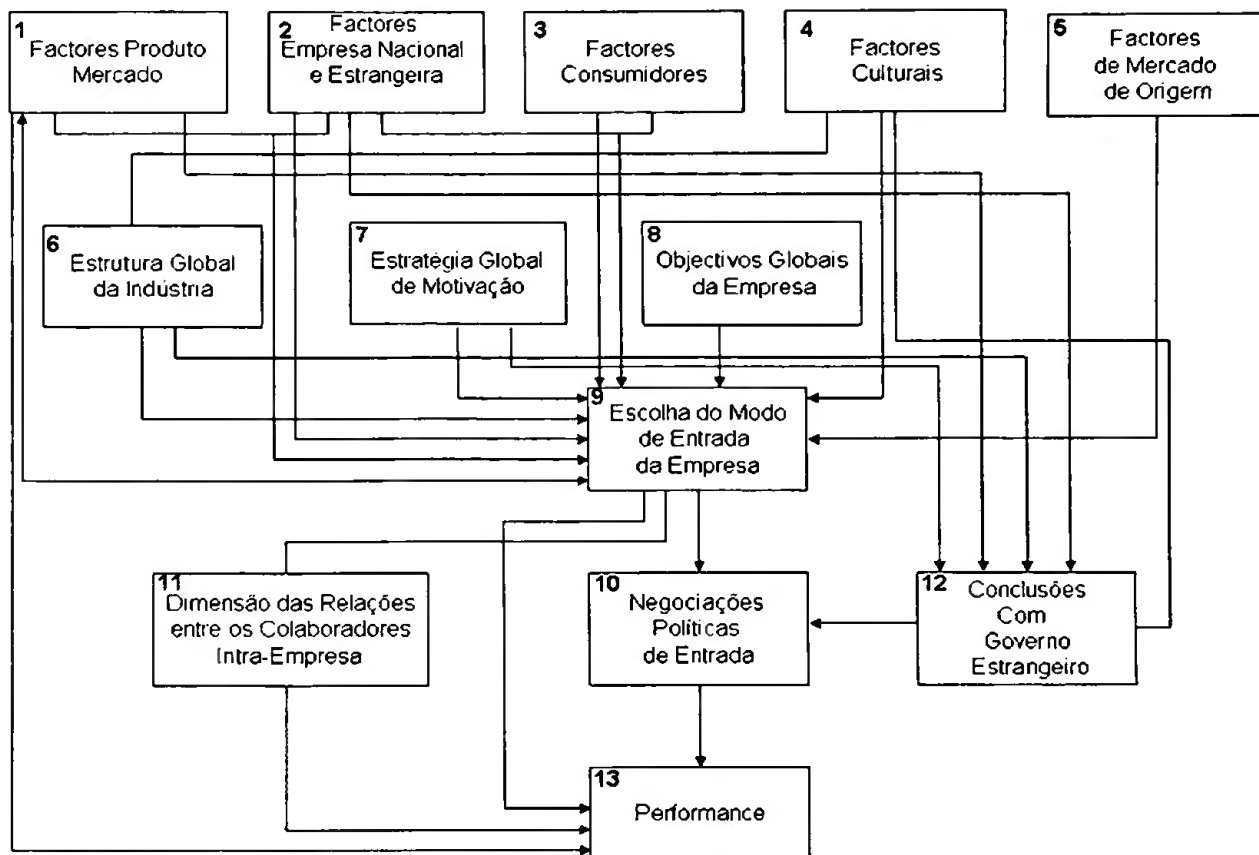 1
Factores Produto
Mercado
2
Factores
Empresa Nacional
e Estrangeira
3
Factores
Consumidores
4
Factores
Culturais
5
Factores
de Mercado
de Origem
6
Estrutura Global
da Indústria
7
Estratégia Global
de Motivação
8
Objectivos Globais
da Empresa
9
Escolha do Modo
de Entrada
da Empresa
11
Dimensão das Relações
entre os Colaboradores
Intra-Empresa
10
Negociações
Políticas
de Entrada
12
Conclusões
Com
Governo
Estrangeiro
13
Performance